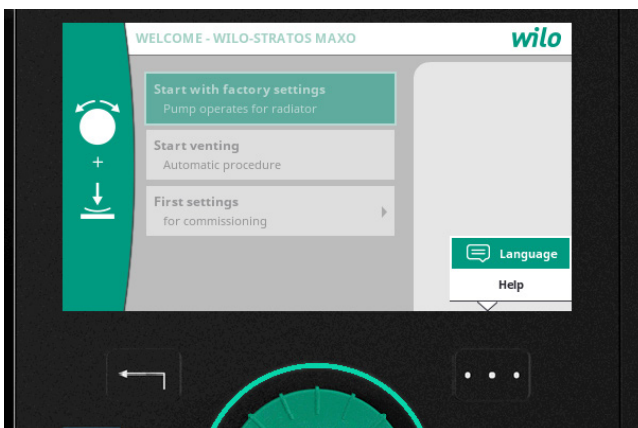 WELCOME - WILO-STRATOS MAXO
wilo
Start with factory settings
Pump operates for radiator
Start venting
Automatic procedure
+
First settings
for commissioning
Language
Help